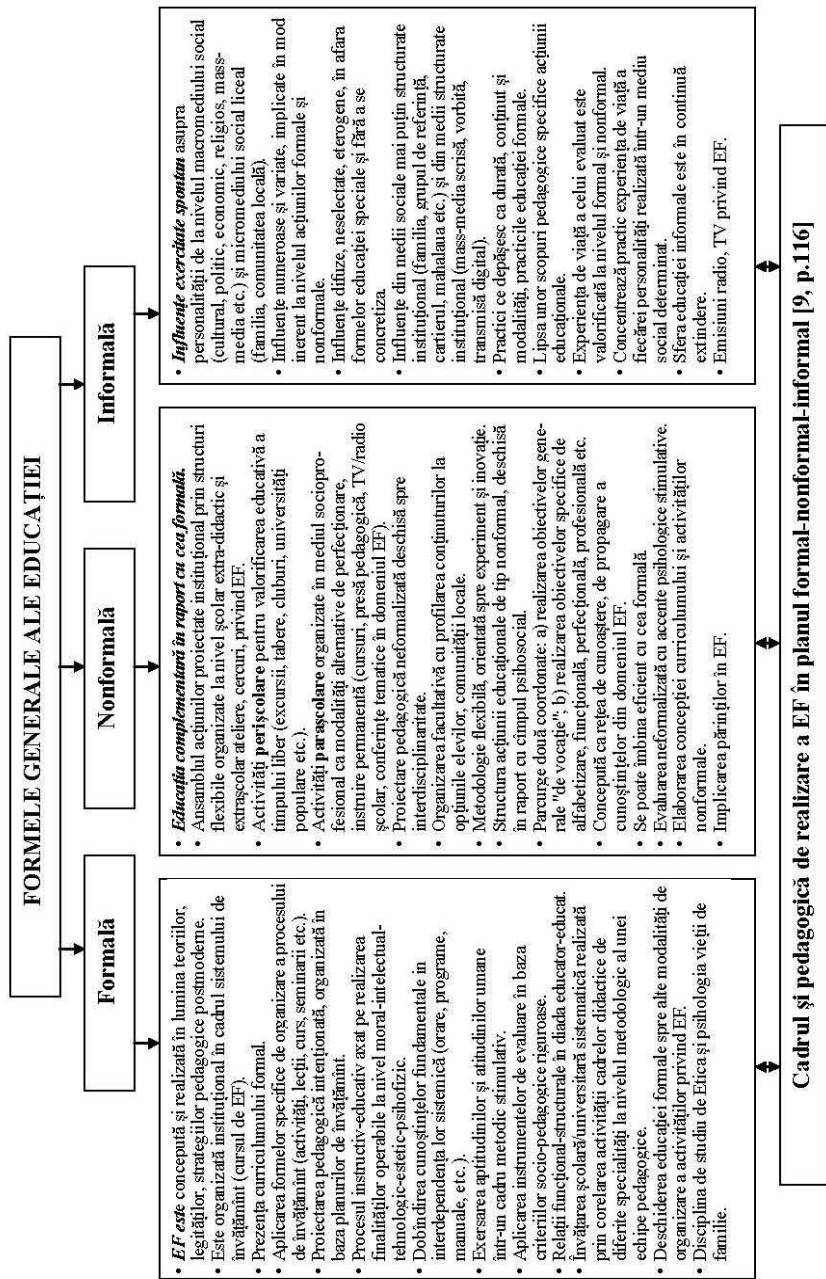 FORMELE GENERALE ALE EDUCAȚIEI
Formală
Nonformală
Informală
• EF este concepută și realizată în lumina teoriilor,
legităților, strategiilor pedagogice postmoderne.
• Este organizată instituțional în cadrul sistemului de
învățămînt (cursul de EF).
• Prezența curriculumului formal.
• Aplicarea formelor specifice de organizare a procesului
de învățămînt (activități, lecții, curs, seminarii etc.).
• Proiectarea pedagogică intenționată, organizată în
baza planurilor de învățămînt.
• Procesul instructiv-educativ axat pe realizarea
finalităților operabile la nivel moral-intelectual-
tehnologic-estetic-psihofizic.
• Dobîndirea cunoștințelor fundamentale in
interdependența lor sistemică (orare, programe,
manuale, etc.).
• Exersarea aptitudinilor și atitudinilor umane
într-un cadru metodic stimulativ.
• Aplicarea instrumentelor de evaluare în baza
criteriilor socio-pedagogice riguroase.
• Relații funcțional-structurale în diada educator-educat.
• Învățarea școlară/universitară sistematică realizată
prin corelarea activității cadrelor didactice de
diferite specialități la nivelul metodologic al unei
echipe pedagogice.
• Deschiderea educației formale spre alte modalități de
organizare a activităților privind EF.
• Disciplina de studiu de Etica și psihologia vieții de
familie.
• Educația complementară în raport cu cea formală.
• Ansamblul acțiunilor proiectate instituțional prin structuri
flexibile organizate la nivel școlar extra-didactic și
extrașcolar ateliere, cercuri, privind EF.
• Activități perișcolare pentru valorificarea educativă a
timpului liber (excursii, tabere, cluburi, universități
populare etc.).
• Activități parașcolare organizate în mediul sociopro-
fesional ca modalități alternative de perfecționare,
instruire permanentă (cursuri, presă pedagogică, TV/radio
școlar, conferințe tematice în domeniul EF).
• Proiectare pedagogică neformalizată deschisă spre
interdisciplinaritate.
• Organizarea facultativă cu profilarea conținuturilor la
opțiunile elevilor, comunității locale.
• Metodologie flexibilă, orientată spre experiment și inovație.
• Structura acțiunii educaționale de tip nonformal, deschisă
în raport cu cîmpul psihosocial.
• Parcurge două coordonate: a) realizarea obiectivelor gene-
rale "de vocație"; b) realizarea obiectivelor specifice de
alfabetizare, funcțională, perfecțională, profesională etc.
• Concepută ca rețea de cunoaștere, de propagare a
cunoștințelor din domeniul EF.
• Se poate îmbina eficient cu cea formală.
• Evaluarea neformalizată cu accente psihologice stimulative.
• Elaborarea concepției curriculumului și activităților
nonformale.
• Implicarea părinților în EF.
• Influențe exercitate spontan asupra
personalității de la nivelul macromediului social
(cultural, politic, economic, religios, mass-
media etc.) și micromediului social liceal
(familia, comunitatea locală).
• Influențe numeroase și variate, implicate în mod
inerent la nivelul acțiunilor formale și
nonformale.
• Influențe difuze, neselectate, eterogene, în afara
formelor educației speciale și fără a se
concretiza.
• Influențe din medii sociale mai puțin structurate
instituțional (familia, grupul de referință,
cartierul, mahalaua etc.) și din medii structurate
instituțional (mass-media scrisă, vorbită,
transmisă digital).
• Practici ce depășesc ca durată, conținut și
modalități, practicile educației formale.
• Lipsa unor scopuri pedagogice specifice acțiunii
educaționale.
• Experiența de viață a celui evaluat este
valorificată la nivelul formal și nonformal.
• Concentrează practic experiența de viață a
fiecărei personalități realizată într-un mediu
social determinat.
• Sfera educației informale este în continuă
extindere.
• Emisiuni radio, TV privind EF.
Cadrul și pedagogică de realizare a EF în planul formal-nonformal-informal [9, p.116]